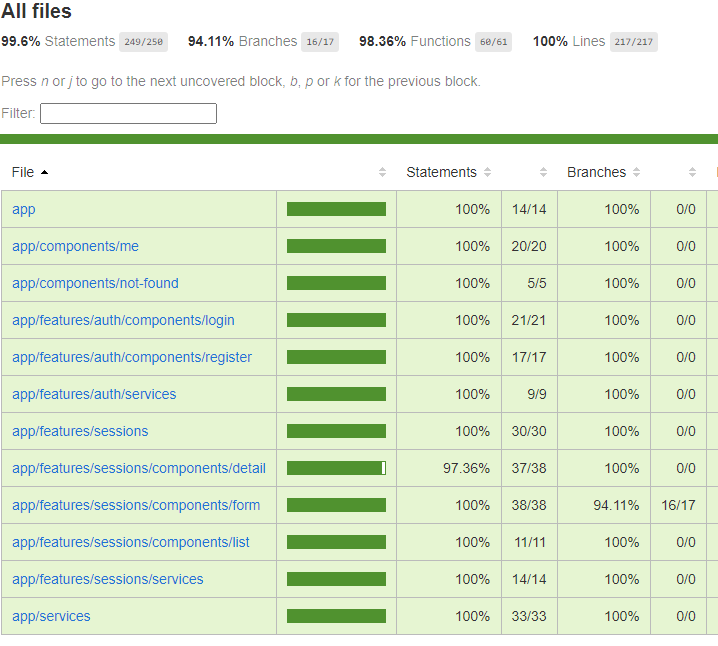 All files
99.6% Statements 249/250 94.11% Branches 16/17 98.36% Functions 60/61 100% Lines 217/217
Press n or j to go to the next uncovered block, b, p or k for the previous block.
Filter:
File Statements Branches
app 100% 14/14 100% 0/0
app/components/me 100% 20/20 100% 0/0
app/components/not-found 100% 5/5 100% 0/0
app/features/auth/components/login 100% 21/21 100% 0/0
app/features/auth/components/register 100% 17/17 100% 0/0
app/features/auth/services 100% 9/9 100% 0/0
app/features/sessions 100% 30/30 100% 0/0
app/features/sessions/components/detail 97.36% 37/38 100% 0/0
app/features/sessions/components/form 100% 38/38 94.11% 16/17
app/features/sessions/components/list 100% 11/11 100% 0/0
app/features/sessions/services 100% 14/14 100% 0/0
app/services 100% 33/33 100% 0/0